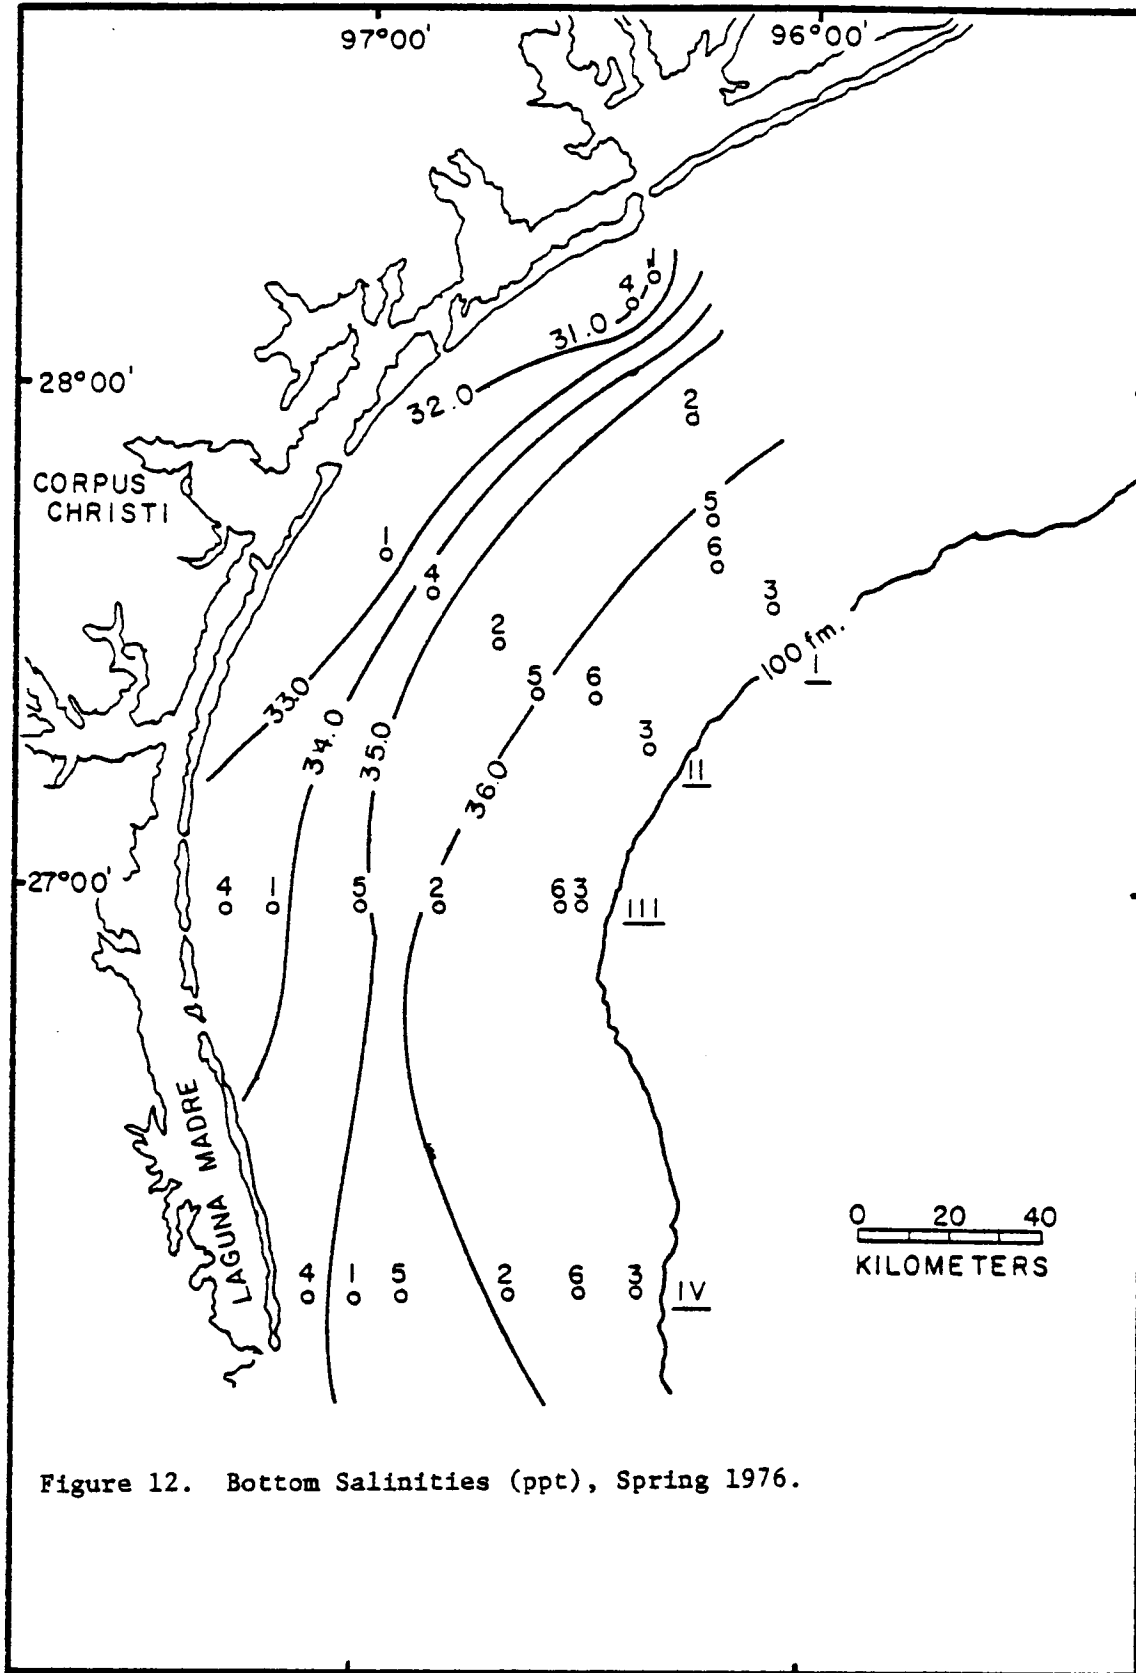 97°00' 96°00'
1
4
31.0
28°00'
32.0
2
CORPUS
CHRISTI
5
1
6
4
3
2
100 fm.
I
5 6
33.0
34.0
35.0
3
36.0
II
27°00'
4 1 5 2 6 3
III
LAGUNA MADRE
0 20 40
KILOMETERS
4 1 5 2 6 3
IV
Figure 12. Bottom Salinities (ppt), Spring 1976.